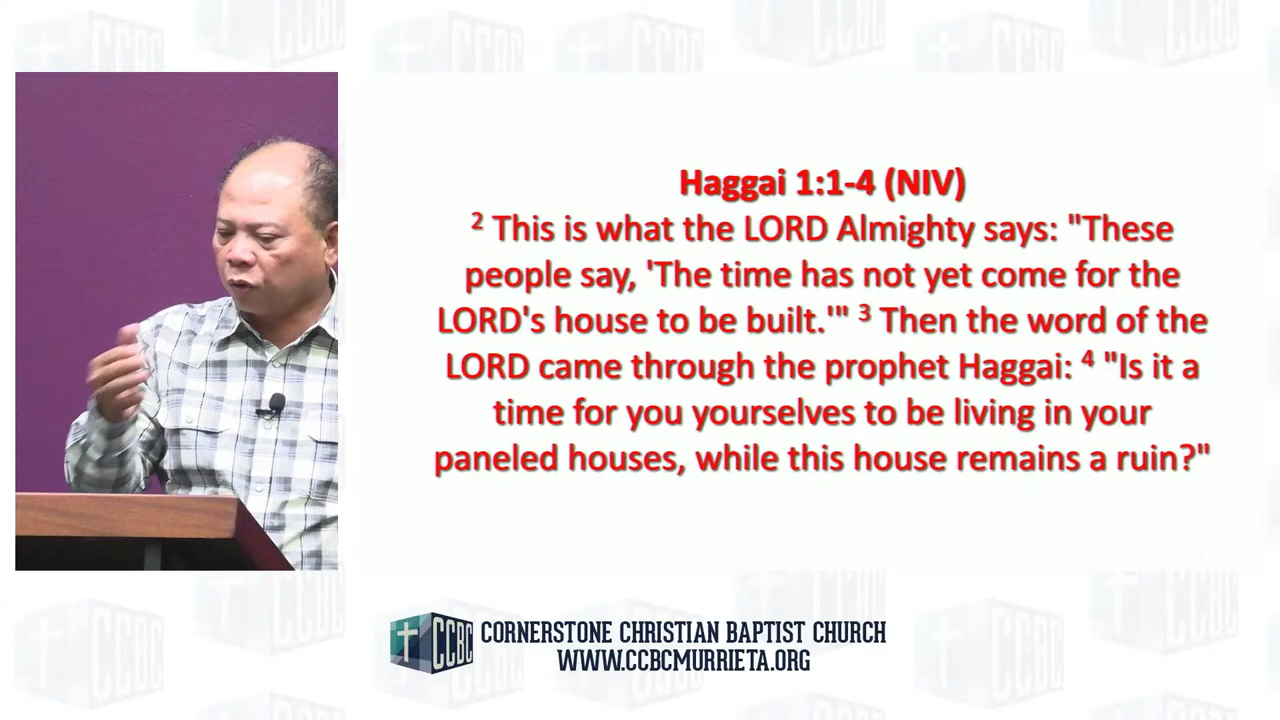 Haggai 1:1-4 (NIV)
2 This is what the LORD Almighty says: "These
people say, 'The time has not yet come for the
LORD's house to be built.'" 3 Then the word of the
LORD came through the prophet Haggai: 4 "Is it a
time for you yourselves to be living in your
paneled houses, while this house remains a ruin?"
CCBC
CORNERSTONE CHRISTIAN BAPTIST CHURCH
WWW.CCBCMURRIETA.ORG